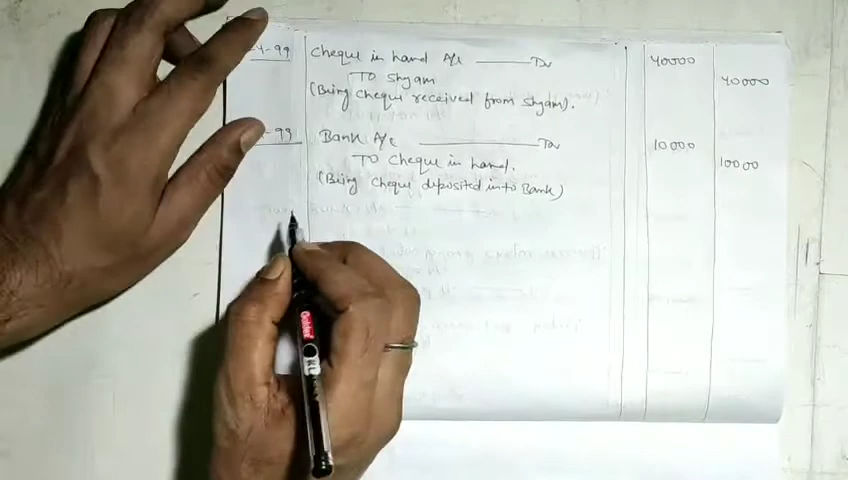 4-99 Cheque in hand A/c ——— Dr 40000
To Shyam 40000
(Being cheque received from Shyam).
-99 Bank A/c ——— Dr 10000
To Cheque in hand. 10000
(Being cheque deposited into Bank)